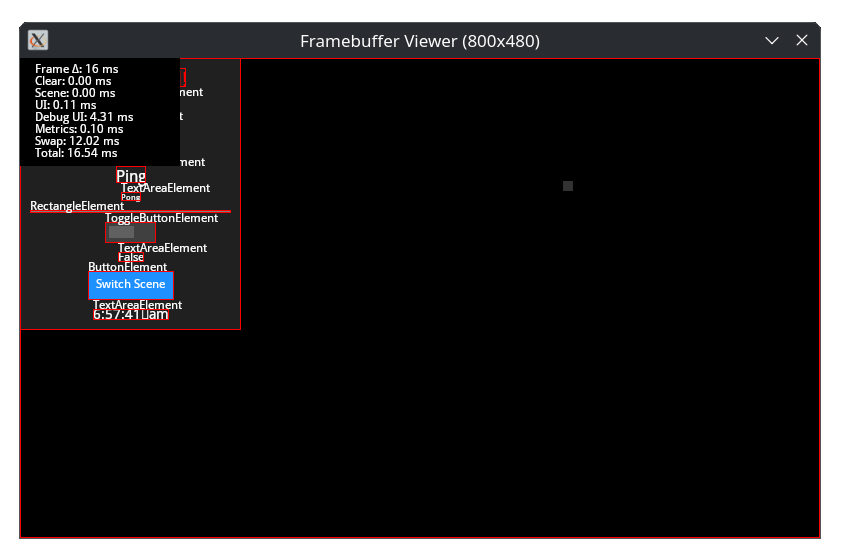 Framebuffer Viewer (800x480)
Frame Δ: 16 ms
Clear: 0.00 ms
Scene: 0.00 ms
UI: 0.11 ms
Debug UI: 4.31 ms
Metrics: 0.10 ms
Swap: 12.02 ms
Total: 16.54 ms
ment
t
ment
Ping
TextAreaElement
Pong
RectangleElement
ToggleButtonElement
TextAreaElement
False
ButtonElement
Switch Scene
TextAreaElement
6:57:41▯am